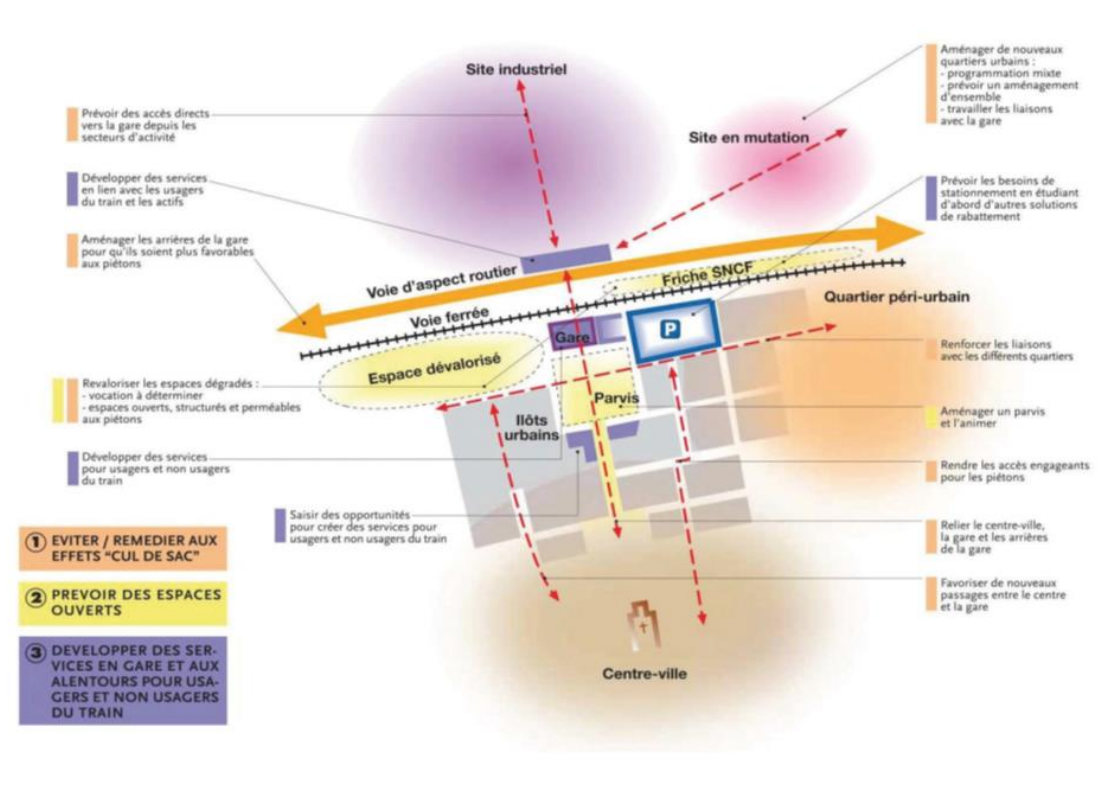 Site industriel
Site en mutation
Prévoir des accès directs
vers la gare depuis les
secteurs d'activité
Développer des services
en lien avec les usagers
du train et les actifs
Aménager les arrières de la gare
pour qu'ils soient plus favorables
aux piétons
Aménager de nouveaux
quartiers urbains :
- programmation mixte
- prévoir un aménagement
d'ensemble
- travailler les liaisons
avec la gare
Prévoir les besoins de
stationnement en étudiant
d'abord d'autres solutions
de rabattement
Voie d'aspect routier
Friche SNCF
Voie ferrée
Quartier péri-urbain
Gare
P
Espace dévalorisé
Parvis
Ilôts
urbains
Revaloriser les espaces dégradés :
- vocation à déterminer
- espaces ouverts, structurés et perméables
aux piétons
Développer des services
pour usagers et non usagers
du train
Saisir des opportunités
pour créer des services pour
usagers et non usagers du train
Renforcer les liaisons
avec les différents quartiers
Aménager un parvis
et l'animer
Rendre les accès engageants
pour les piétons
Relier le centre-ville,
la gare et les arrières
de la gare
Favoriser de nouveaux
passages entre le centre
et la gare
Centre-ville
1 EVITER / REMEDIER AUX
EFFETS "CUL DE SAC"
2 PREVOIR DES ESPACES
OUVERTS
3 DEVELOPPER DES SER-
VICES EN GARE ET AUX
ALENTOURS POUR USA-
GERS ET NON USAGERS
DU TRAIN